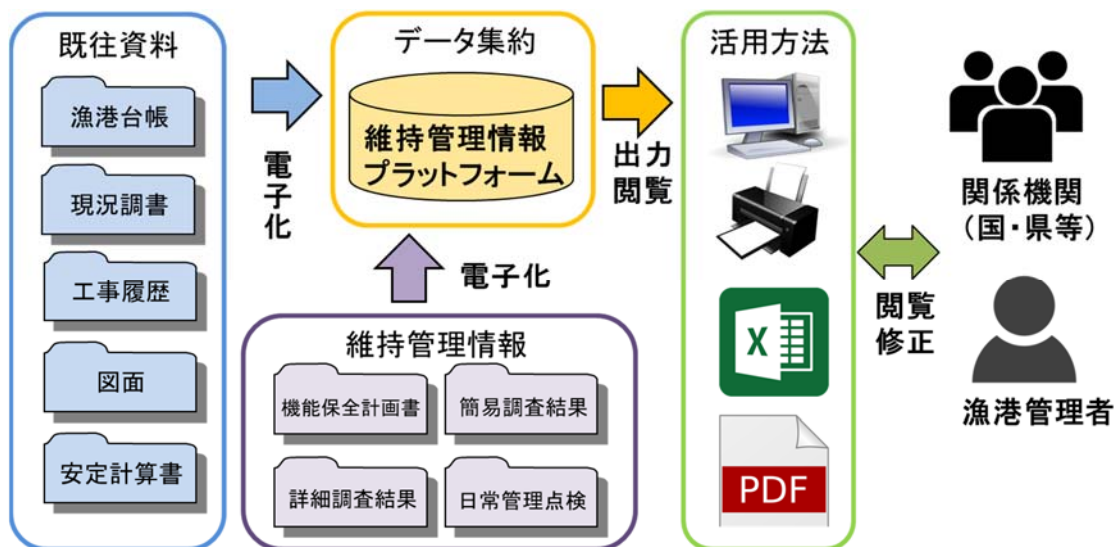 既往資料
漁港台帳
現況調書
工事履歴
図面
安定計算書
電子化
データ集約
維持管理情報
プラットフォーム
電子化
維持管理情報
機能保全計画書
簡易調査結果
詳細調査結果
日常管理点検
出力
閲覧
活用方法
X
PDF
閲覧
修正
関係機関
(国・県等)
漁港管理者